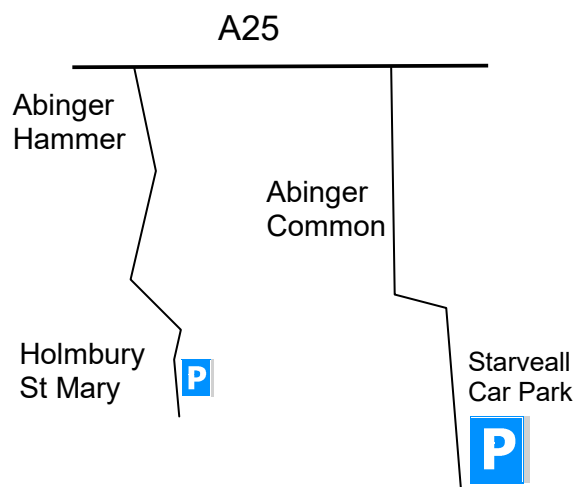 A25
Abinger
Hammer
Abinger
Common
Holmbury
St Mary
P
Starveall
Car Park
P